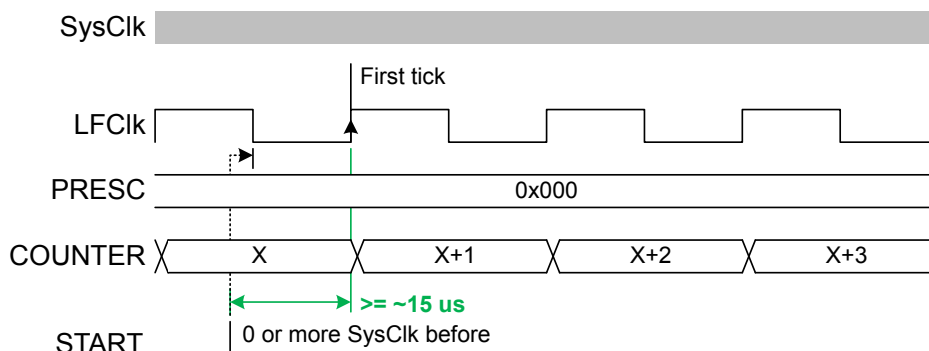 SysClk
First tick
LFClk
PRESC
0x000
COUNTER
X
X+1
X+2
X+3
>= ~15 us
0 or more SysClk before
START